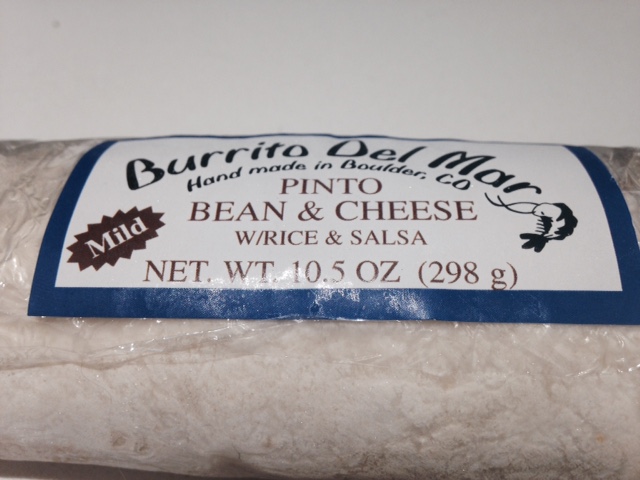 Burrito Del Mar
Hand made in Boulder, CO
PINTO
BEAN & CHEESE
W/RICE & SALSA
Mild
NET. WT. 10.5 OZ (298 g)